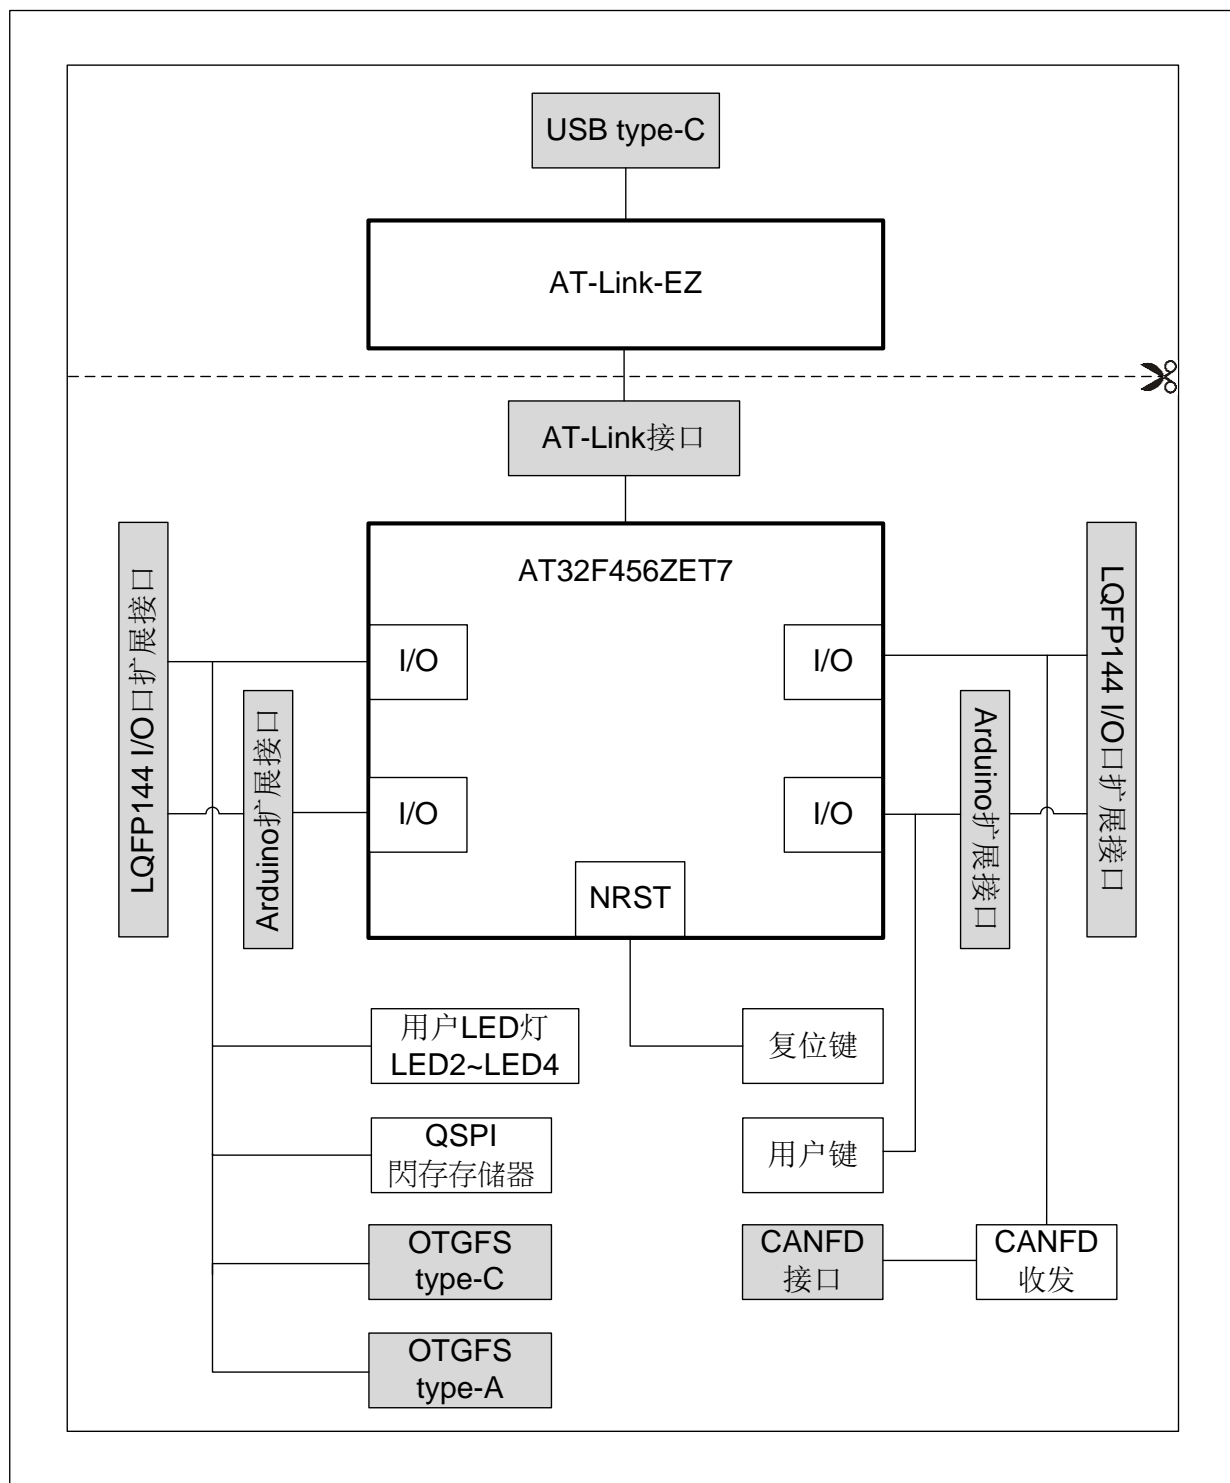 USB type-C
AT-Link-EZ
AT-Link接口
AT32F456ZET7
LQFP144 I/O口扩展接口
I/O
I/O
LQFP144 I/O口扩展接口
Arduino扩展接口
Arduino扩展接口
I/O
I/O
NRST
用户LED灯
LED2~LED4
复位键
QSPI
閃存存储器
用户键
OTGFS
type-C
CANFD
接口
CANFD
收发
OTGFS
type-A